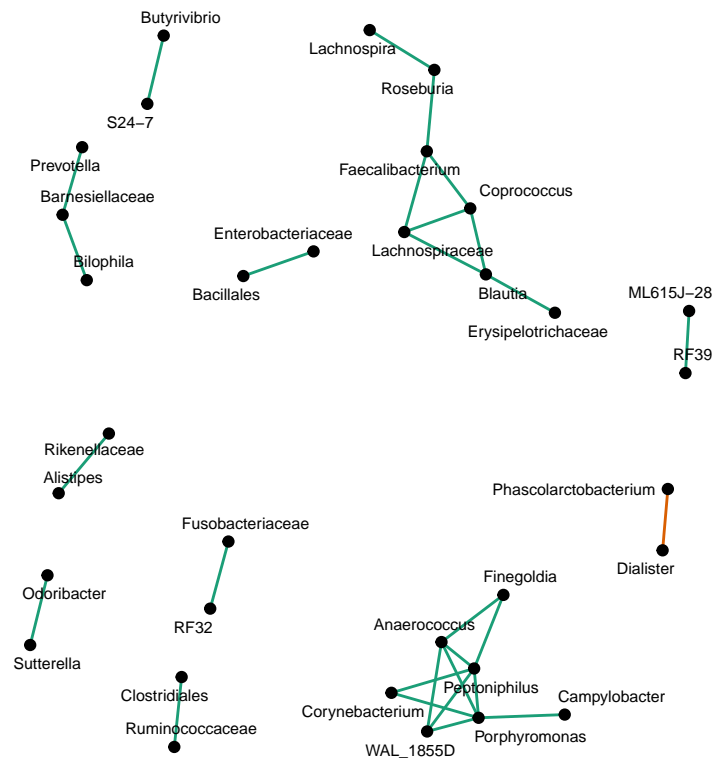 Butyrivibrio
Lachnospira
Roseburia
S24−7
Prevotella
Faecalibacterium
Barnesiellaceae
Coprococcus
Enterobacteriaceae
Lachnospiraceae
Bilophila
Bacillales
Blautia
ML615J−28
Erysipelotrichaceae
RF39
Rikenellaceae
Alistipes
Phascolarctobacterium
Fusobacteriaceae
Dialister
Finegoldia
Odoribacter
Anaerococcus
RF32
Sutterella
Clostridiales
Peptoniphilus
Campylobacter
Corynebacterium
Ruminococcaceae
Porphyromonas
WAL_1855D